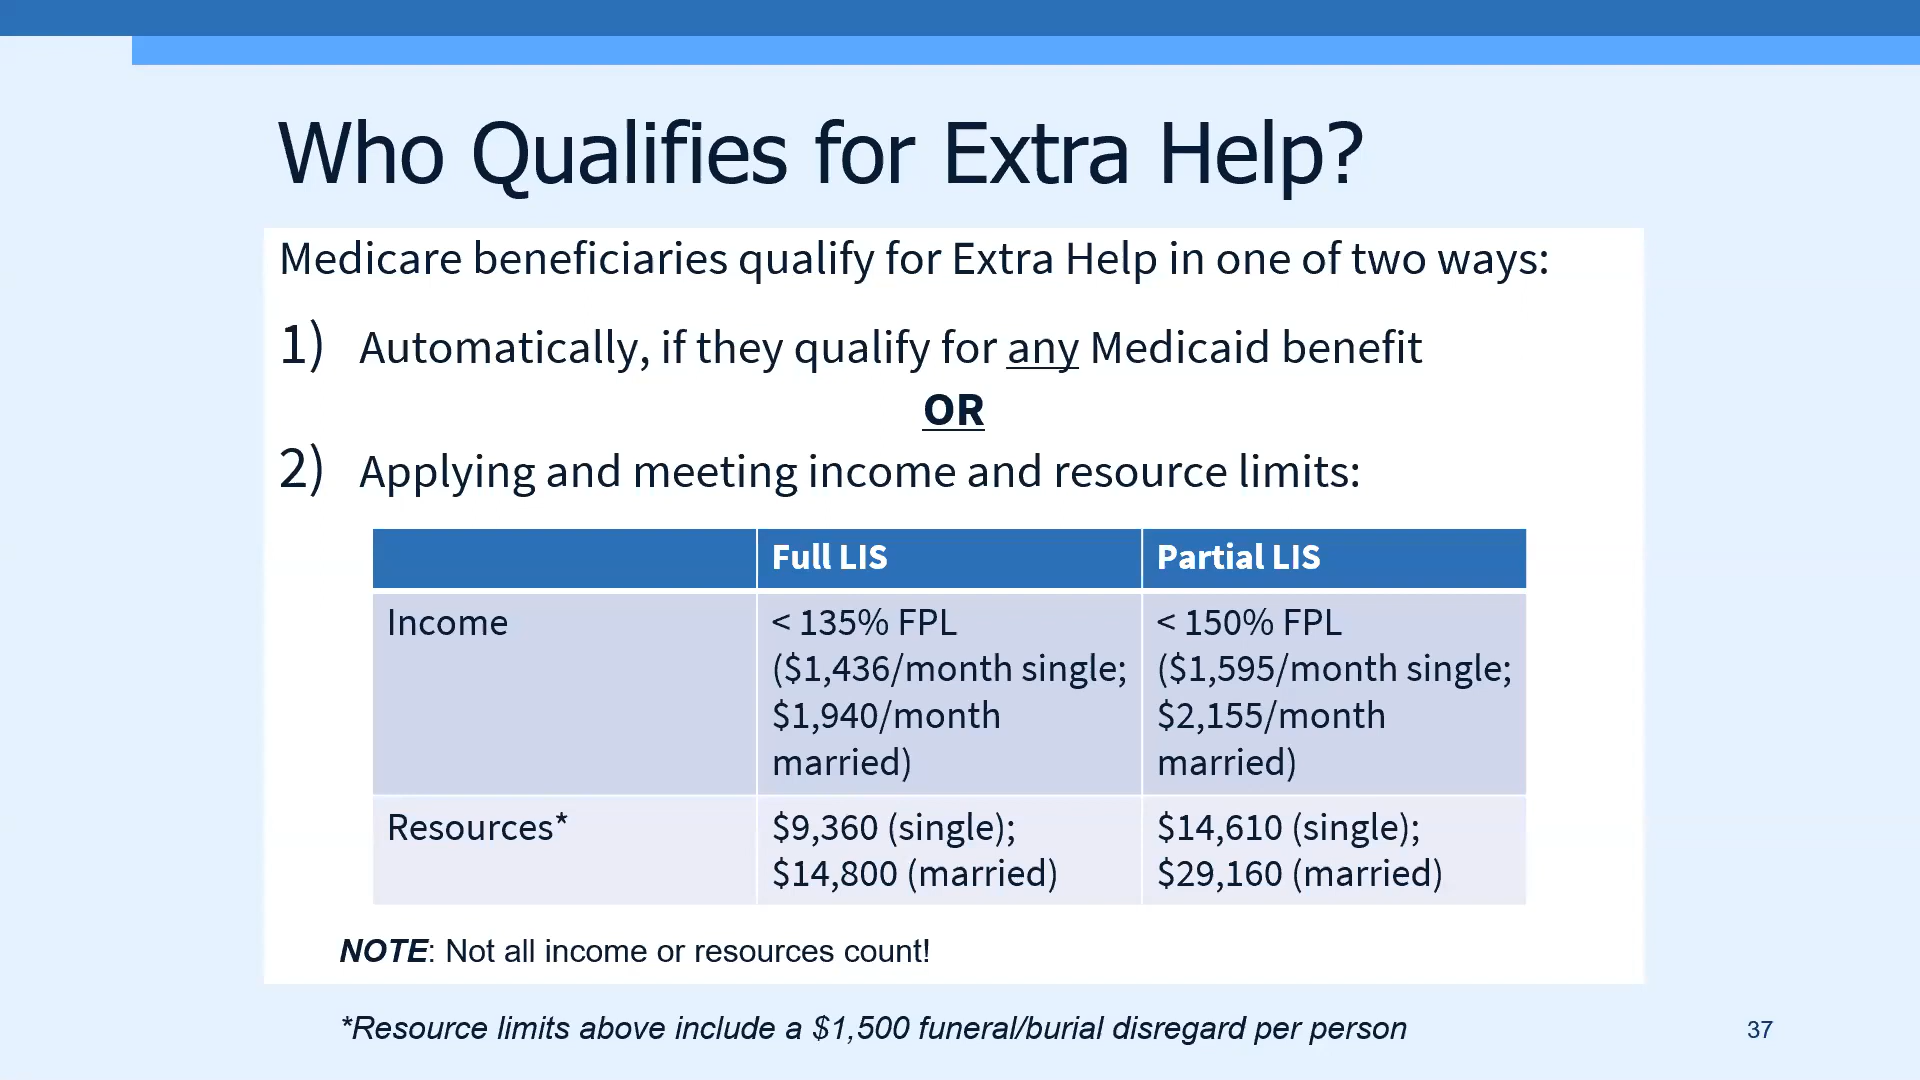 Who Qualifies for Extra Help?
Medicare beneficiaries qualify for Extra Help in one of two ways:
1) Automatically, if they qualify for any Medicaid benefit
OR
2) Applying and meeting income and resource limits:
Full LIS
Partial LIS
Income
< 135% FPL
($1,436/month single;
$1,940/month
married)
< 150% FPL
($1,595/month single;
$2,155/month
married)
Resources*
$9,360 (single);
$14,800 (married)
$14,610 (single);
$29,160 (married)
NOTE: Not all income or resources count!
*Resource limits above include a $1,500 funeral/burial disregard per person
37